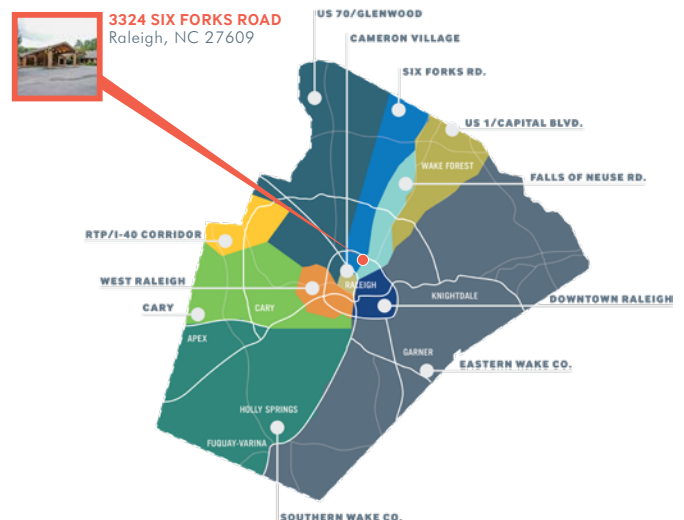 3324 SIX FORKS ROAD
Raleigh, NC 27609
US 70/GLENWOOD
CAMERON VILLAGE
SIX FORKS RD.
US 1/CAPITAL BLVD.
WAKE FOREST
FALLS OF NEUSE RD.
RTP/I-40 CORRIDOR
WEST RALEIGH
RALEIGH
KNIGHTDALE
DOWNTOWN RALEIGH
CARY
CARY
APEX
GARNER
EASTERN WAKE CO.
HOLLY SPRINGS
FUQUAY-VARINA
SOUTHERN WAKE CO.